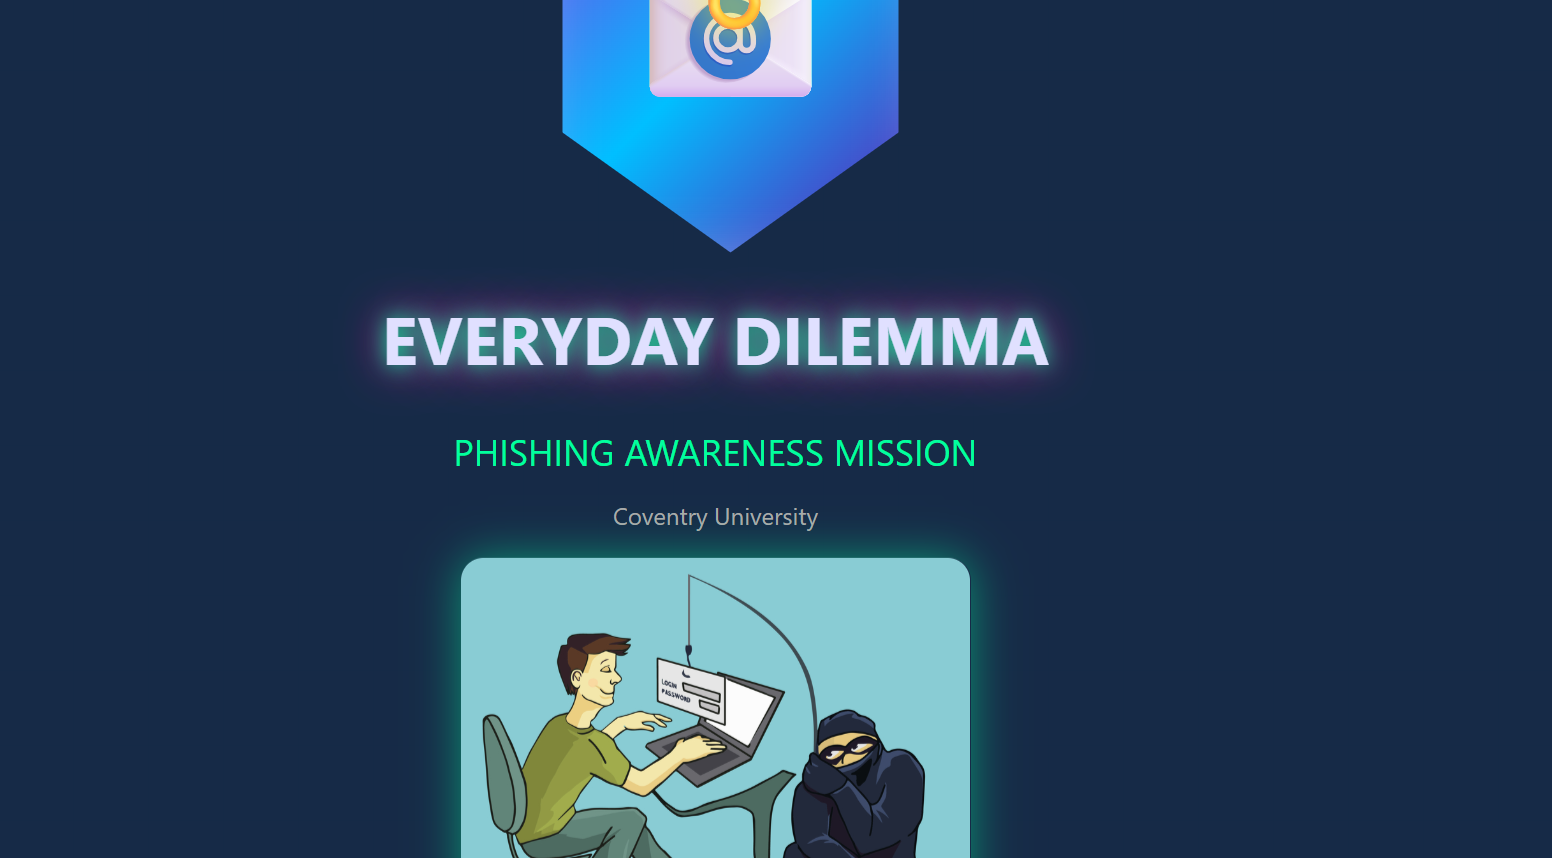 @
EVERYDAY DILEMMA
PHISHING AWARENESS MISSION
Coventry University
LOGIN
PASSWORD